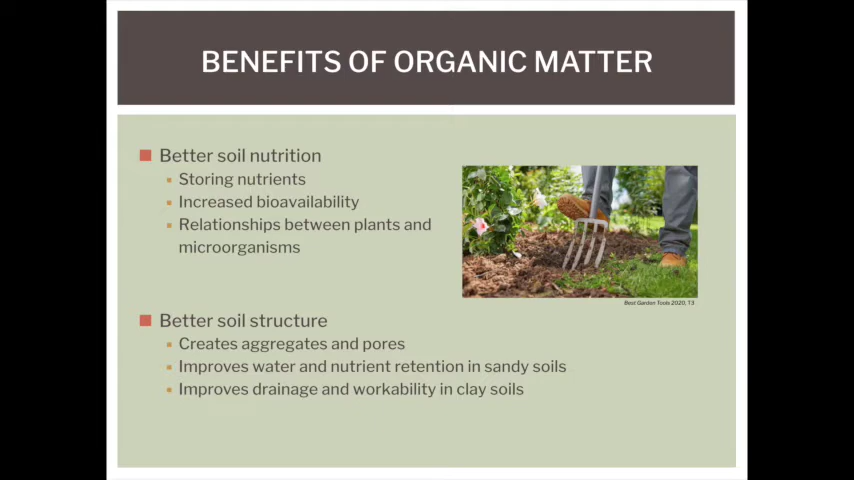 BENEFITS OF ORGANIC MATTER
Better soil nutrition
Storing nutrients
Increased bioavailability
Relationships between plants and
microorganisms
Best Garden Tools 2020, T3
Better soil structure
Creates aggregates and pores
Improves water and nutrient retention in sandy soils
Improves drainage and workability in clay soils